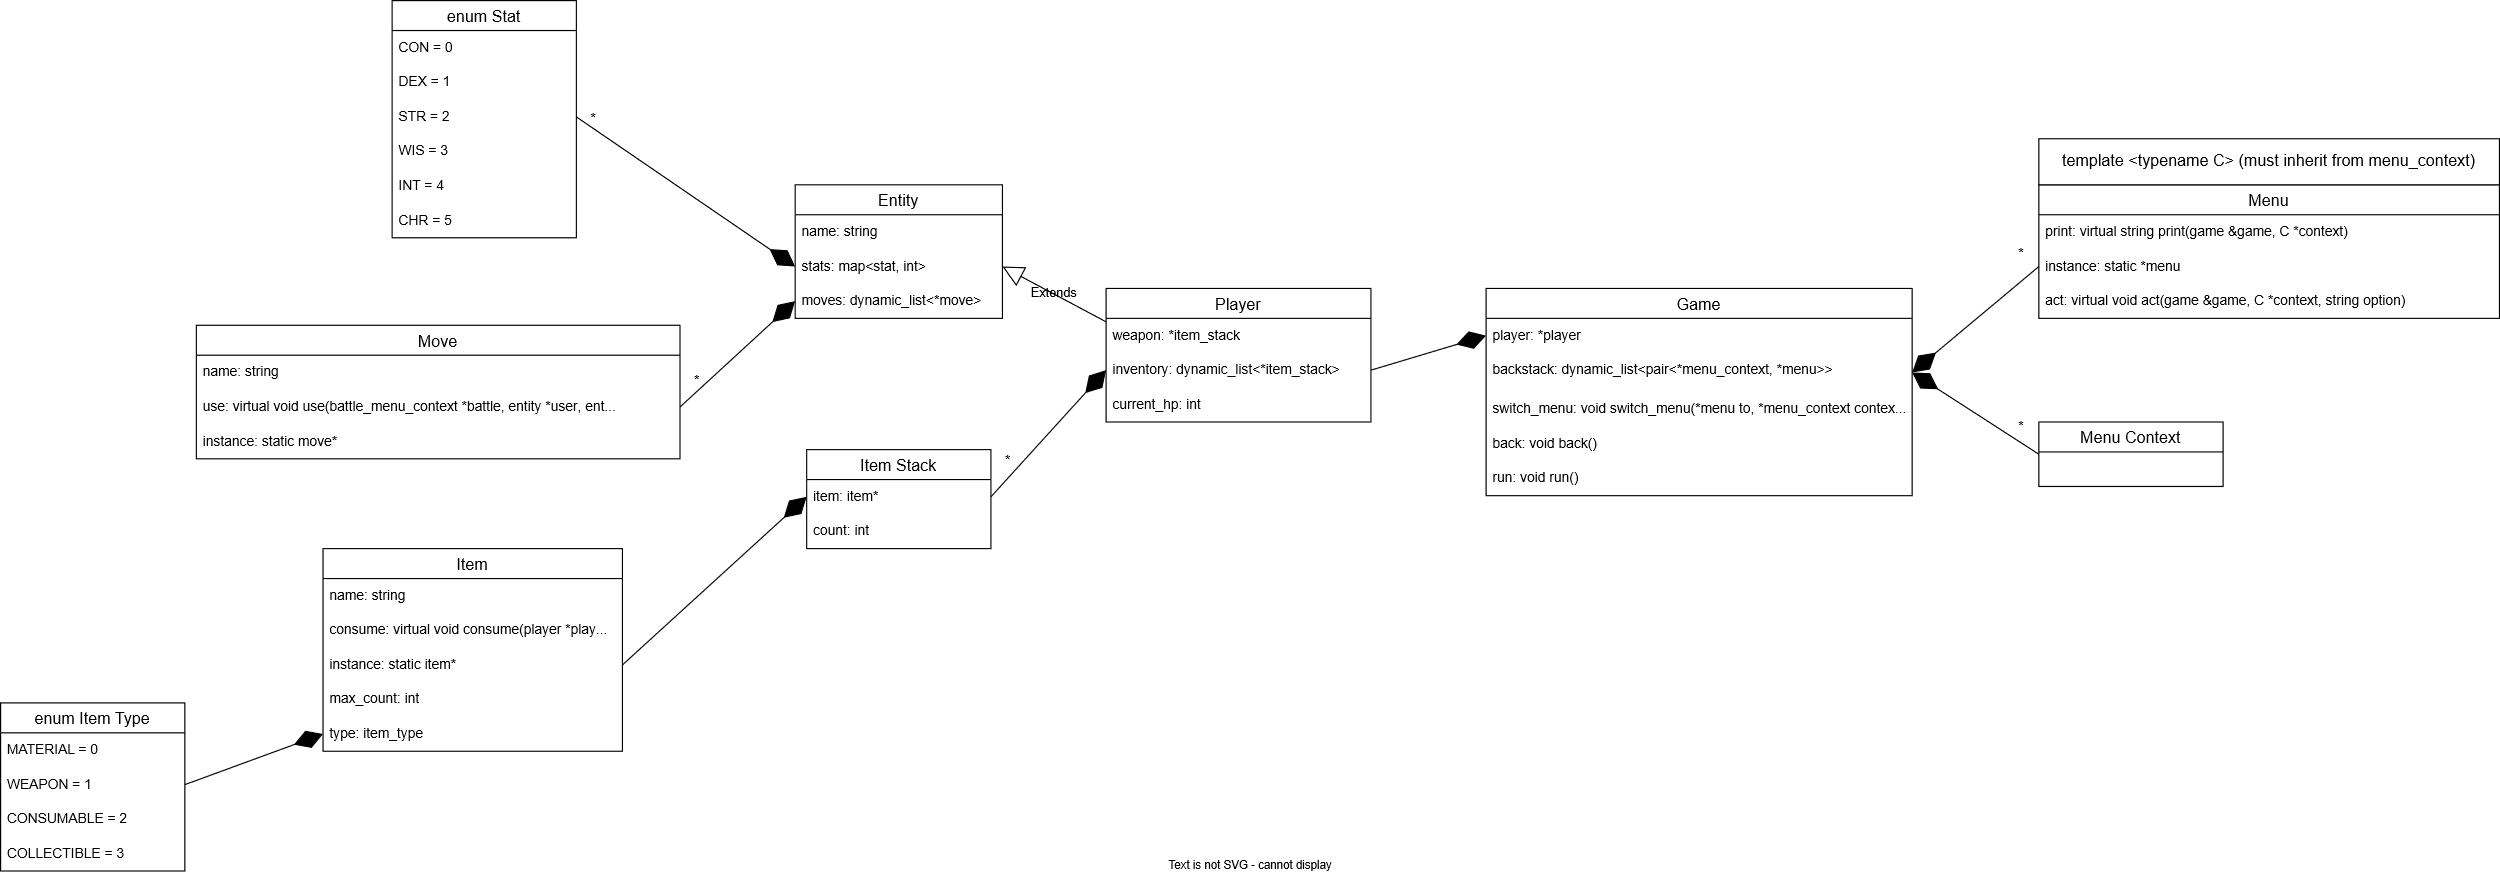 enum Stat
CON = 0
DEX = 1
STR = 2
WIS = 3
INT = 4
CHR = 5
*
Entity
name: string
stats: map<stat, int>
moves: dynamic_list<*move>
Extends
Move
name: string
use: virtual void use(battle_menu_context *battle, entity *user, ent...
instance: static move*
*
Player
weapon: *item_stack
inventory: dynamic_list<*item_stack>
current_hp: int
*
Item Stack
item: item*
count: int
Item
name: string
consume: virtual void consume(player *play...
instance: static item*
max_count: int
type: item_type
enum Item Type
MATERIAL = 0
WEAPON = 1
CONSUMABLE = 2
COLLECTIBLE = 3
Game
player: *player
backstack: dynamic_list<pair<*menu_context, *menu>>
switch_menu: void switch_menu(*menu to, *menu_context contex...
back: void back()
run: void run()
template <typename C> (must inherit from menu_context)
Menu
print: virtual string print(game &game, C *context)
instance: static *menu
act: virtual void act(game &game, C *context, string option)
*
*
Menu Context
Text is not SVG - cannot display